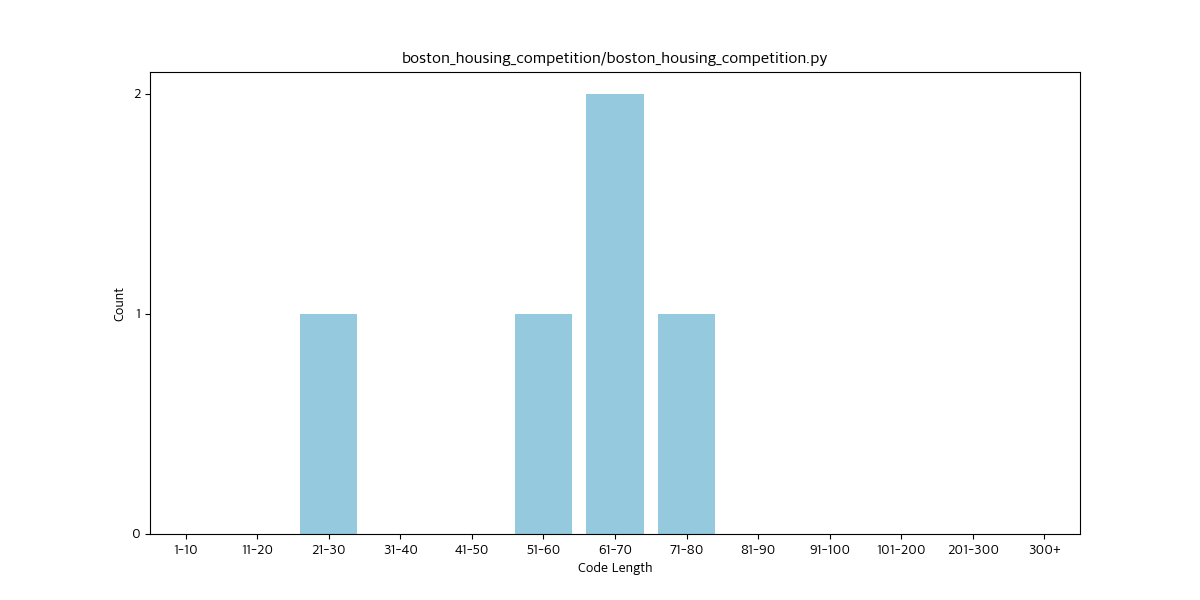 boston_housing_competition/boston_housing_competition.py
2
1
0
Count
1-10 11-20 21-30 31-40 41-50 51-60 61-70 71-80 81-90 91-100 101-200 201-300 300+
Code Length